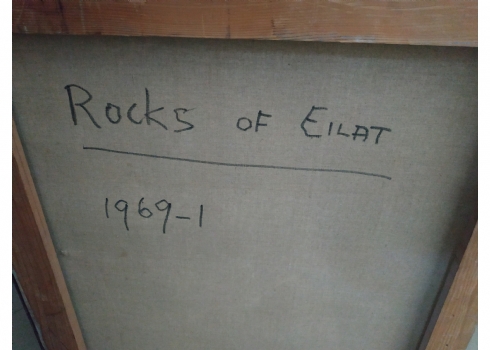 Rocks of Eilat
1969-1